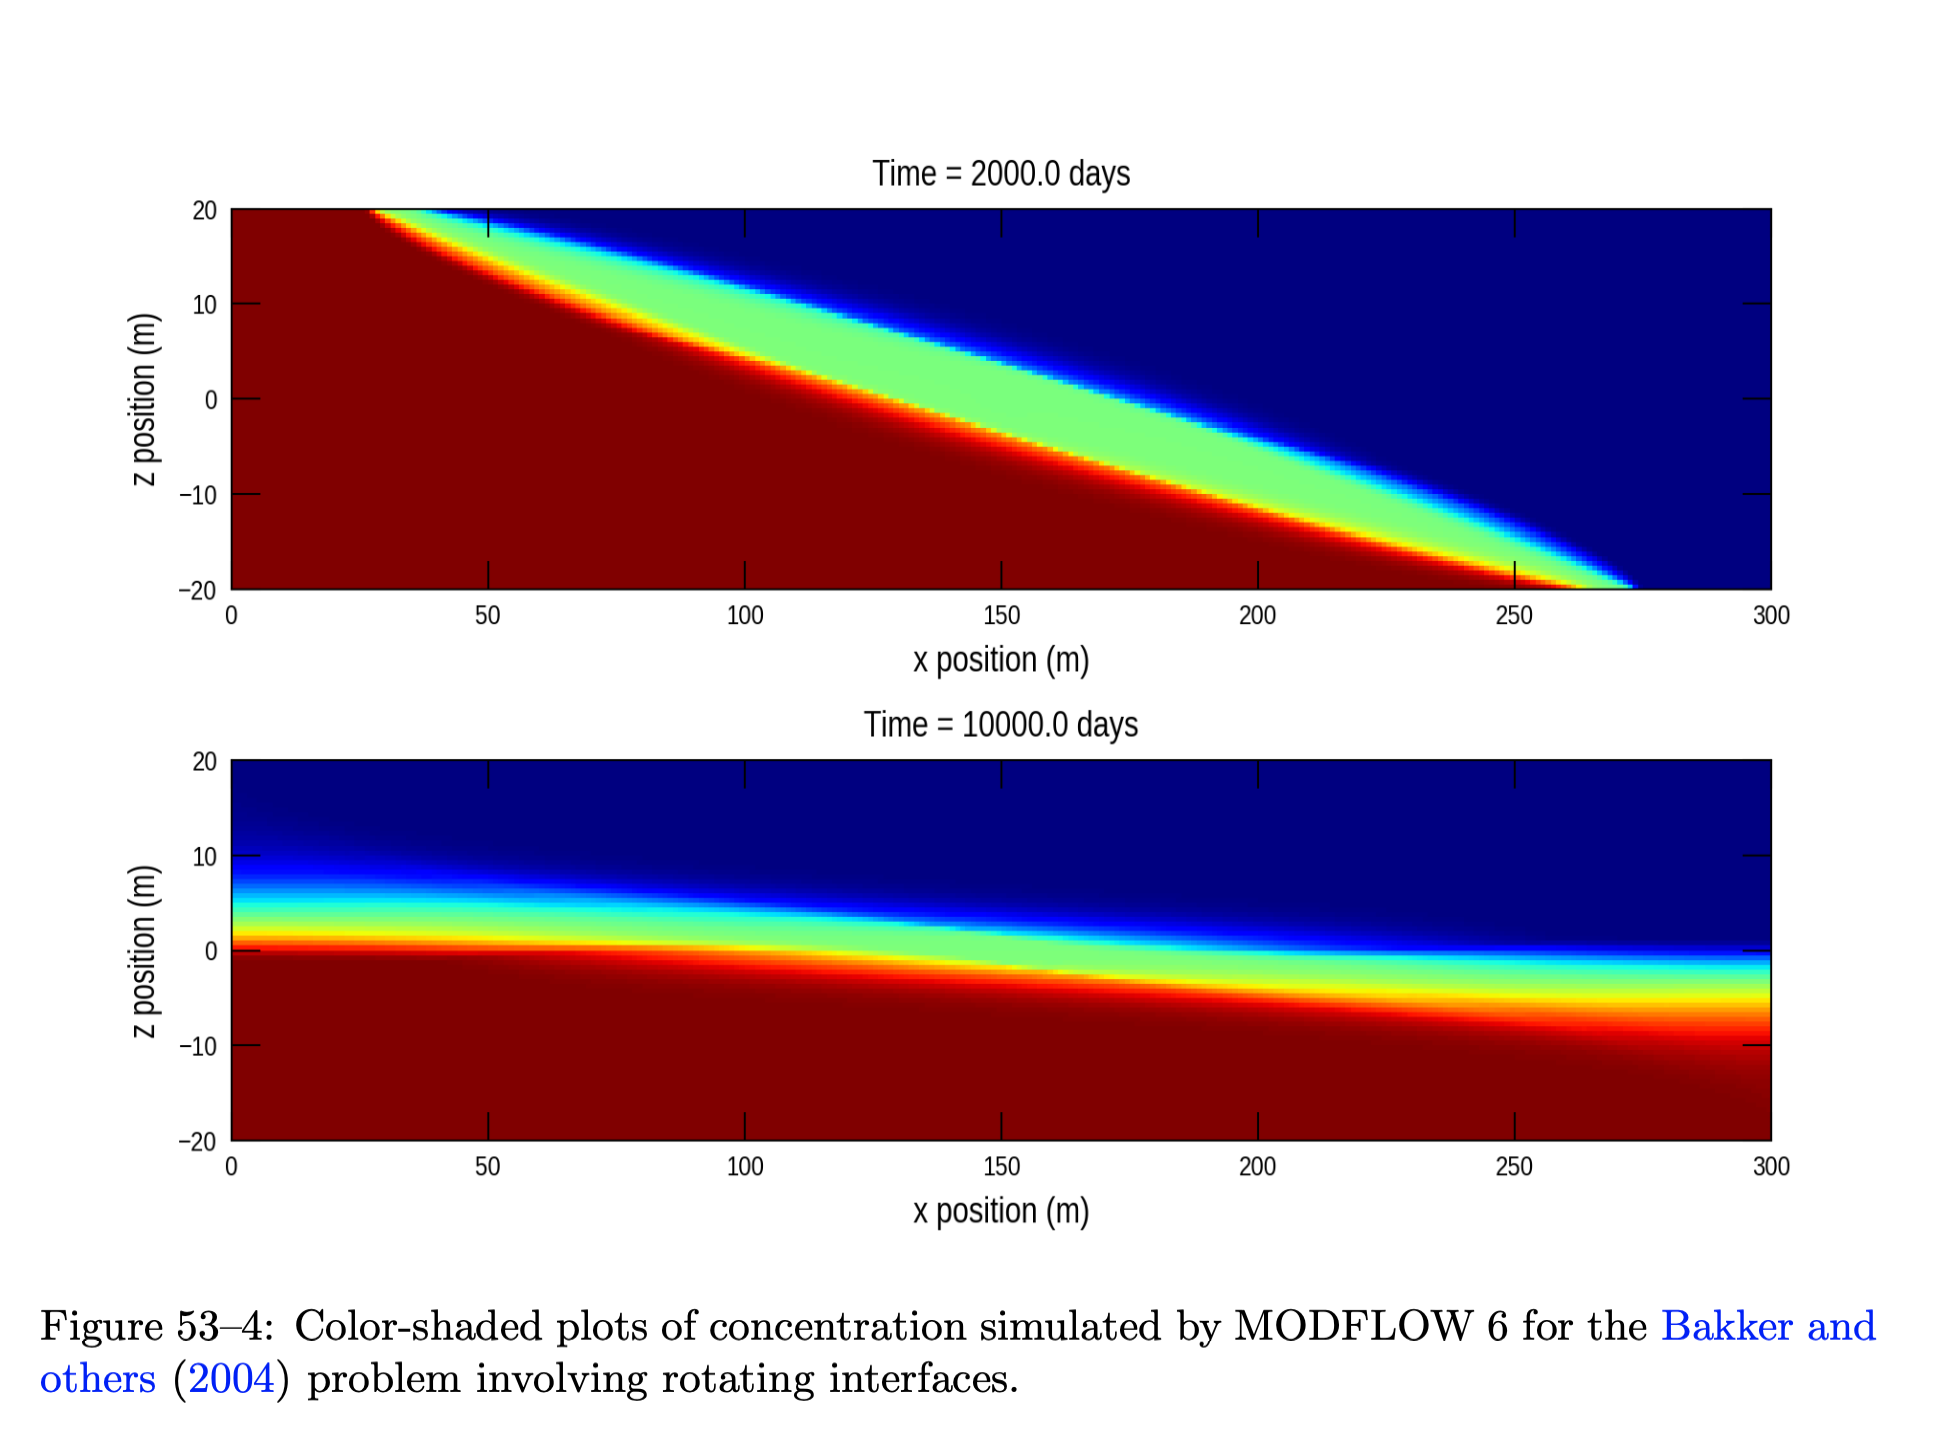 Time = 2000.0 days
20
10
0
−10
−20
z position (m)
0 50 100 150 200 250 300
x position (m)
Time = 10000.0 days
20
10
0
−10
−20
z position (m)
0 50 100 150 200 250 300
x position (m)
Figure 53–4: Color-shaded plots of concentration simulated by MODFLOW 6 for the Bakker and
others (2004) problem involving rotating interfaces.